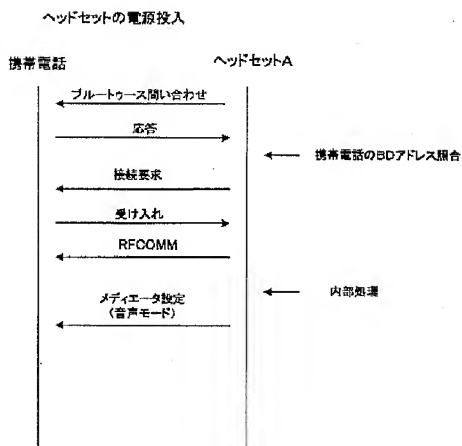 ヘッドセットの電源投入
携帯電話
ヘッドセットA
ブルートゥース問い合わせ
応答
携帯電話のBDアドレス照合
接続要求
受け入れ
RFCOMM
内部処理
メディエータ設定
(音声モード)